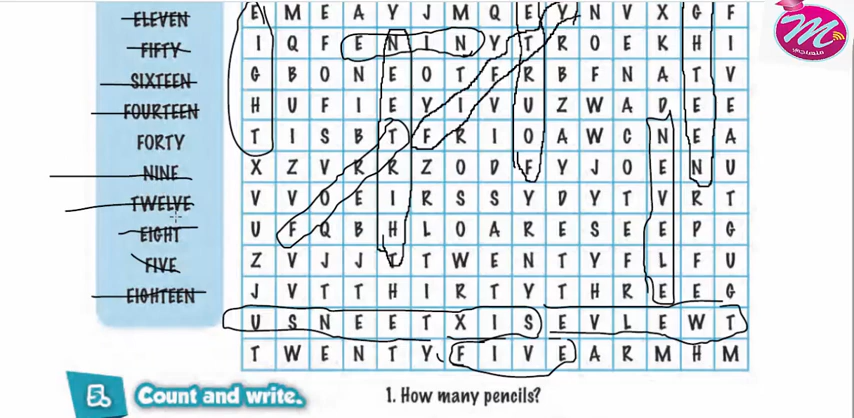 ELEVEN
FIFTY
SIXTEEN
FOURTEEN
FORTY
NINE
TWELVE
EIGHT
FIVE
EIGHTEEN
E M E A Y J M Q E Y N V X G F
I Q F E N I N Y T R O E K H I
G B O N E O T F R B F N A T V
H U F I E Y I V U Z W A D E E
T I S B T F R I O A W C N E A
X Z V R R Z O D F Y J O E N U
V V O E I R S S Y D Y T V R T
U F Q B H L O A R E S E E P G
Z V J J T T W E N T Y F L F U
J V T T H I R T Y T H R E E G
U S N E E T X I S E V L E W T
T W E N T Y F I V E A R M H M
5. Count and write.
1. How many pencils?